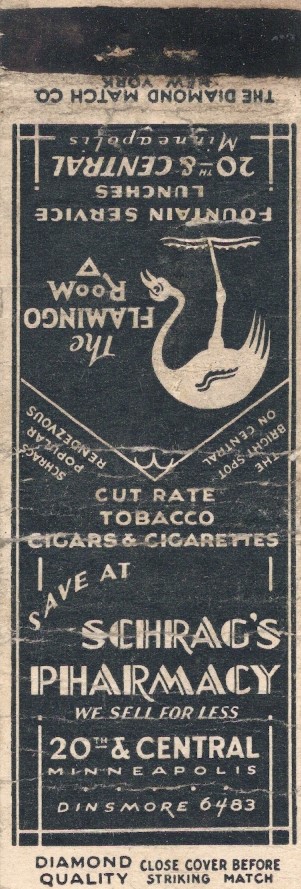 THE DIAMOND MATCH CO.
NEW YORK
The
FLAMINGO
ROOM
FOUNTAIN SERVICE
LUNCHES
20TH & CENTRAL
Minneapolis
SCHRAG'S
POPULAR
RENDEZVOUS
THE
BRIGHT SPOT
ON CENTRAL
CUT RATE
TOBACCO
CIGARS & CIGARETTES
SAVE AT
SCHRAG'S
PHARMACY
WE SELL FOR LESS
20TH & CENTRAL
MINNEAPOLIS
DINSMORE 6483
DIAMOND QUALITY
CLOSE COVER BEFORE STRIKING MATCH